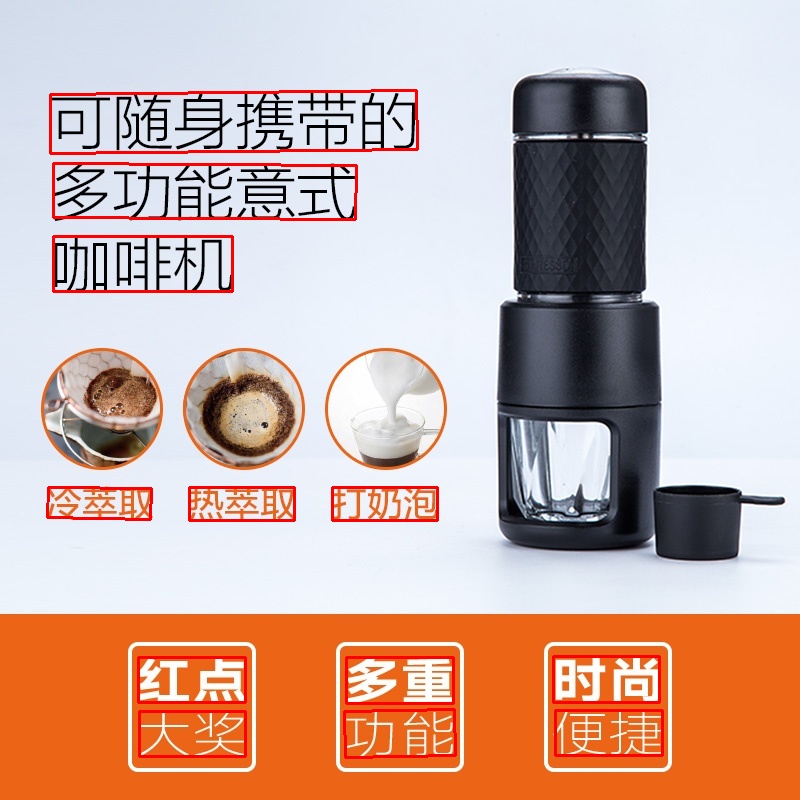 可随身携带的
多功能意式
咖啡机
冷萃取
热萃取
打奶泡
红点
大奖
多重
功能
时尚
便捷